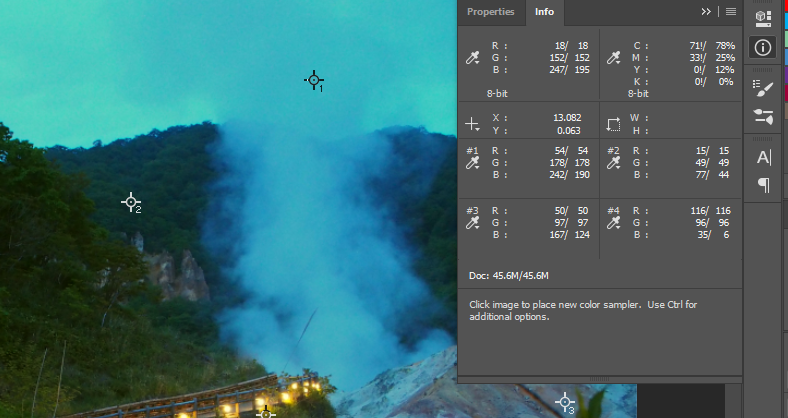 Properties Info
R : 18/ 18 C : 71!/ 78%
G : 152/ 152 M : 33!/ 25%
B : 247/ 195 Y : 0!/ 12%
K : 0!/ 0%
8-bit 8-bit
X : 13.082 W :
Y : 0.063 H :
#1 R : 54/ 54 #2 R : 15/ 15
G : 178/ 178 G : 49/ 49
B : 242/ 190 B : 77/ 44
#3 R : 50/ 50 #4 R : 116/ 116
G : 97/ 97 G : 96/ 96
B : 167/ 124 B : 35/ 6
Doc: 45.6M/45.6M
Click image to place new color sampler. Use Ctrl for
additional options.
1
2
3